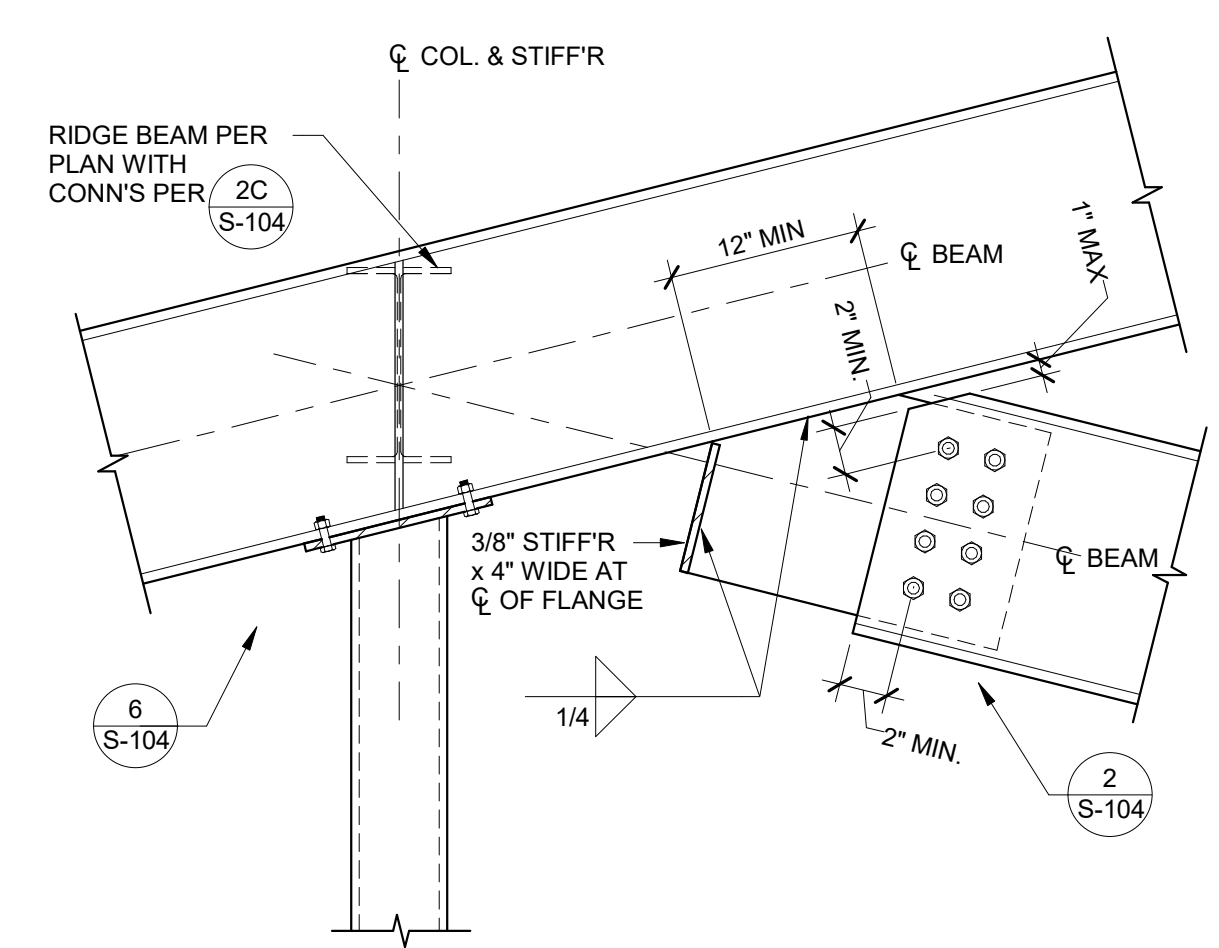 ℄ COL. & STIFF'R
RIDGE BEAM PER
PLAN WITH
CONN'S PER
2C
S-104
12" MIN
℄ BEAM
1" MAX
2" MIN.
3/8" STIFF'R
x 4" WIDE AT
℄ OF FLANGE
℄ BEAM
6
S-104
1/4
2" MIN.
2
S-104